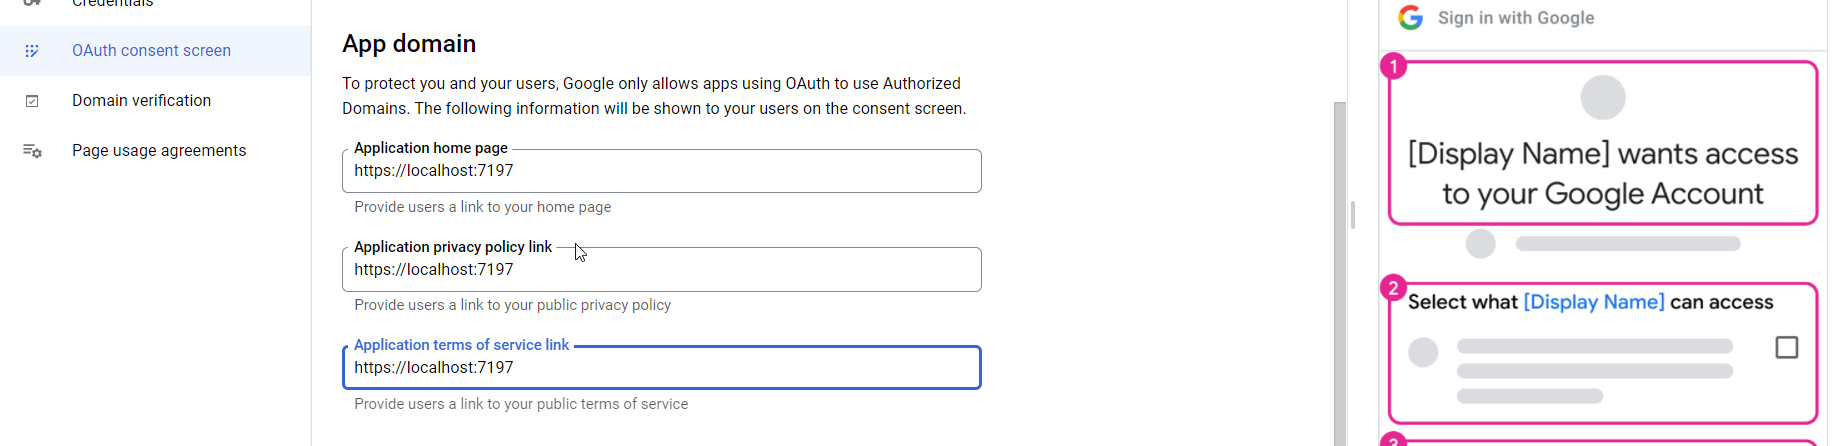 Credentials
OAuth consent screen
Domain verification
Page usage agreements
App domain
To protect you and your users, Google only allows apps using OAuth to use Authorized
Domains. The following information will be shown to your users on the consent screen.
Application home page
https://localhost:7197
Provide users a link to your home page
Application privacy policy link
https://localhost:7197
Provide users a link to your public privacy policy
Application terms of service link
https://localhost:7197
Provide users a link to your public terms of service
Sign in with Google
1
[Display Name] wants access
to your Google Account
2
Select what [Display Name] can access
3